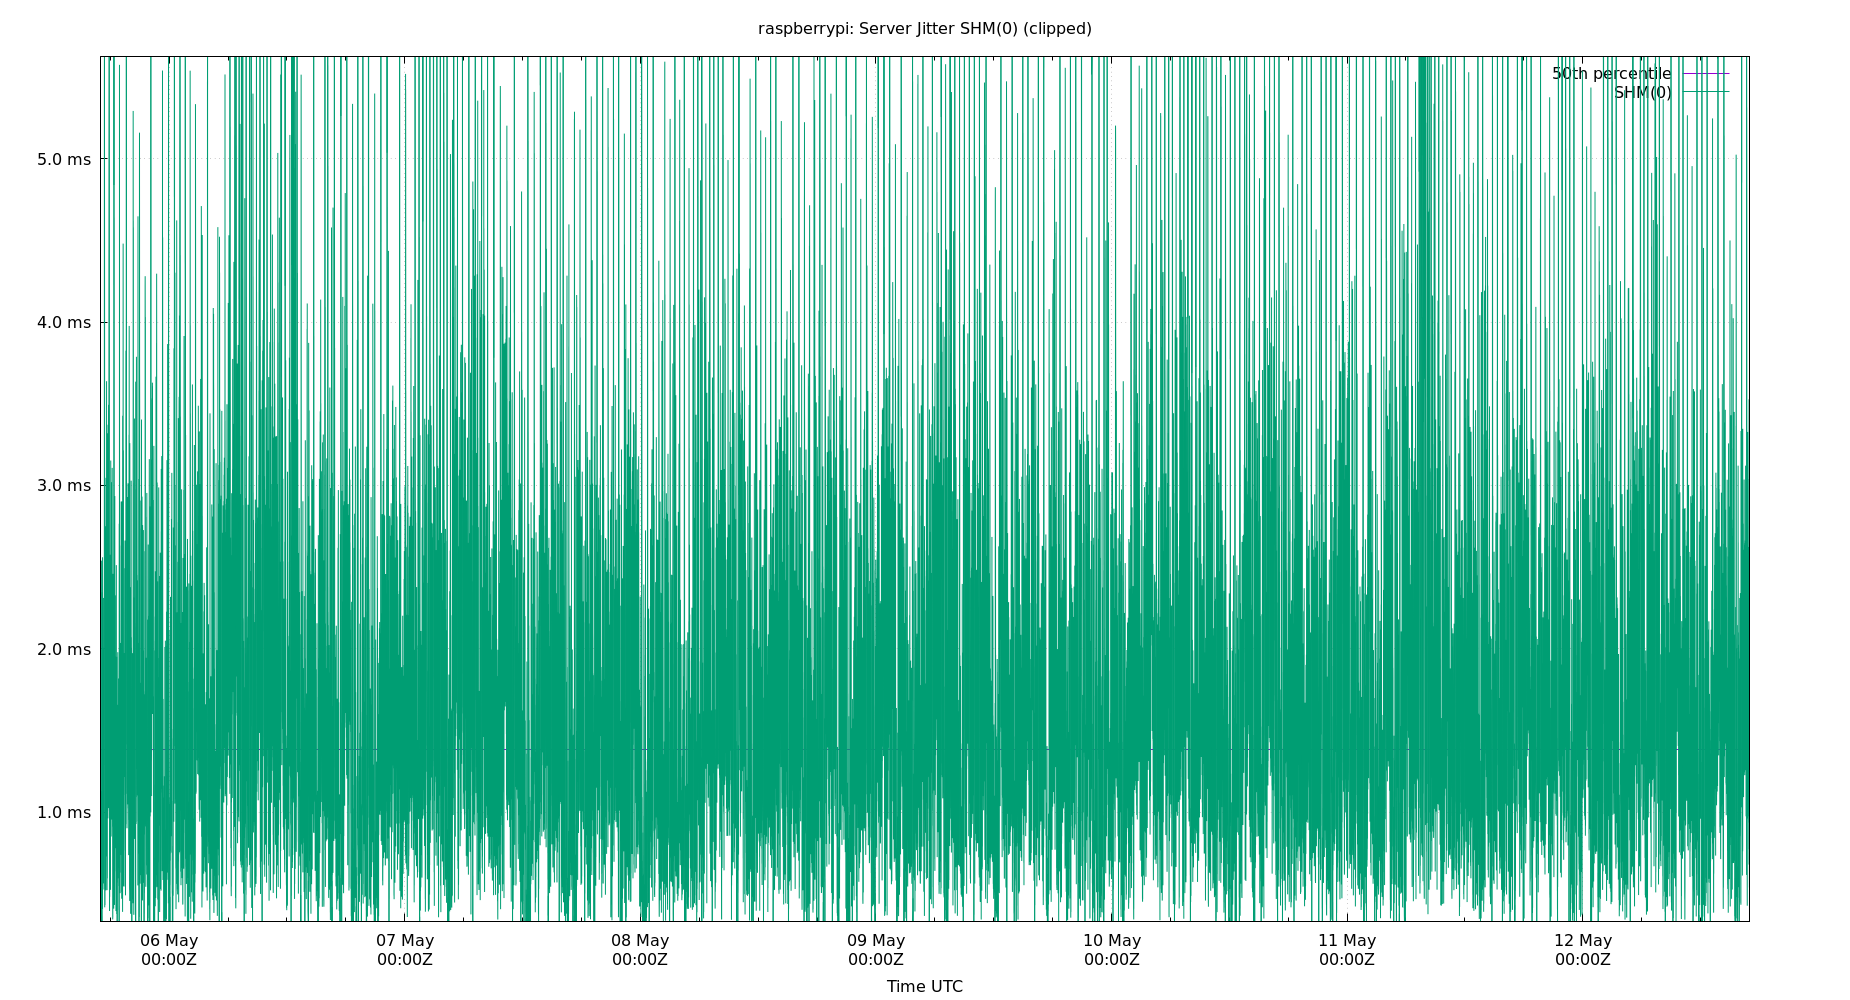 raspberrypi: Server Jitter SHM(0) (clipped)
50th percentile
SHM(0)
5.0 ms
4.0 ms
3.0 ms
2.0 ms
1.0 ms
06 May 07 May 08 May 09 May 10 May 11 May 12 May
00:00Z 00:00Z 00:00Z 00:00Z 00:00Z 00:00Z 00:00Z
Time UTC